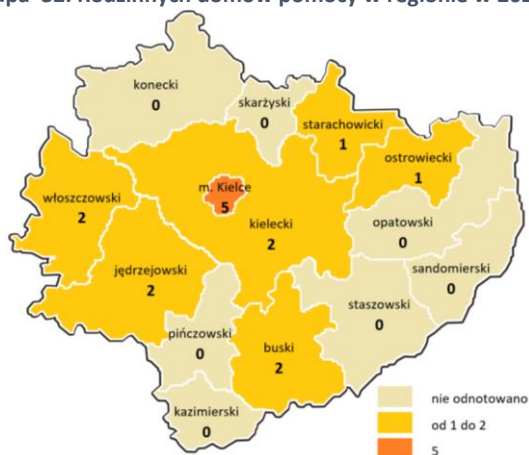 konecki
0
skarżyski
0
starachowicki
1
ostrowiecki
1
m. Kielce
5
włoszczowski
2
kielecki
2
opatowski
0
jędrzejowski
2
sandomierski
0
staszowski
0
pińczowski
0
buski
2
kazimierski
0
nie odnotowano
od 1 do 2
5